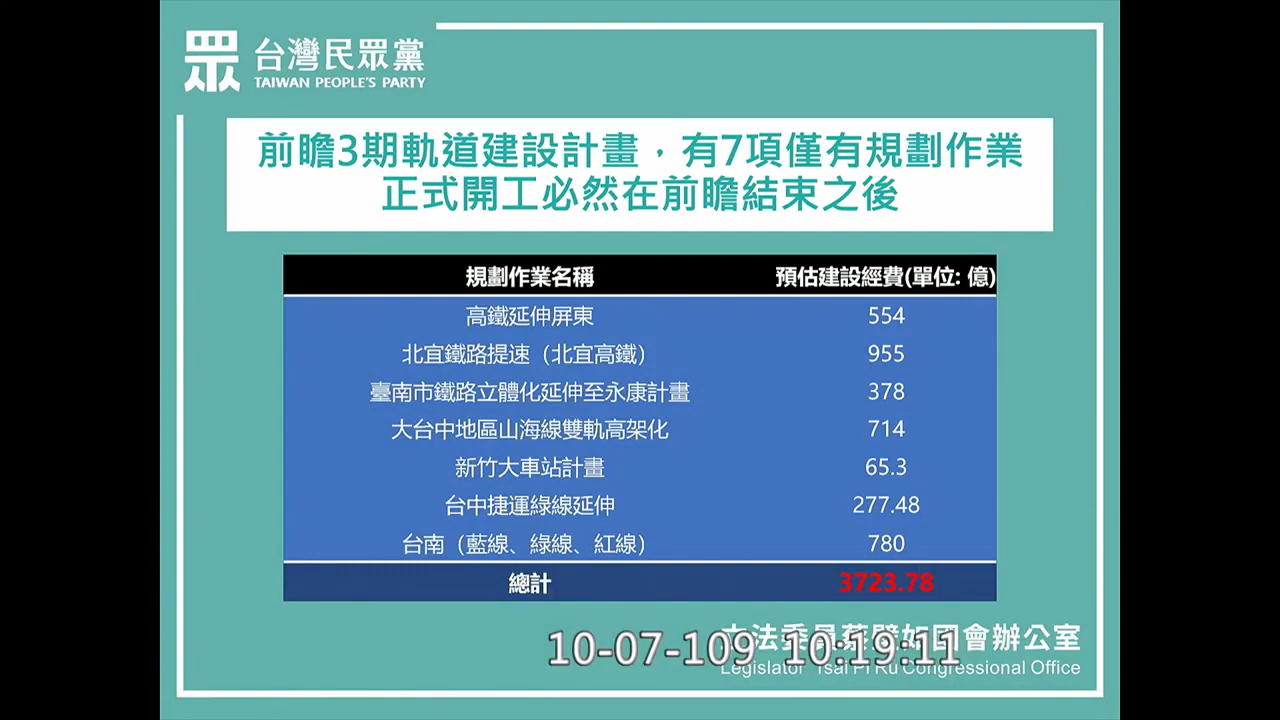 眾 台灣民眾黨
TAIWAN PEOPLE'S PARTY
前瞻3期軌道建設計畫，有7項僅有規劃作業
正式開工必然在前瞻結束之後
規劃作業名稱 預估建設經費(單位: 億)
高鐵延伸屏東 554
北宜鐵路提速（北宜高鐵） 955
臺南市鐵路立體化延伸至永康計畫 378
大台中地區山海線雙軌高架化 714
新竹大車站計畫 65.3
台中捷運綠線延伸 277.48
台南（藍線、綠線、紅線） 780
總計 3723.78
立法委員蔡壁如國會辦公室
10-07-109 10:19:11
Legislator Tsai Pi Ru Congressional Office